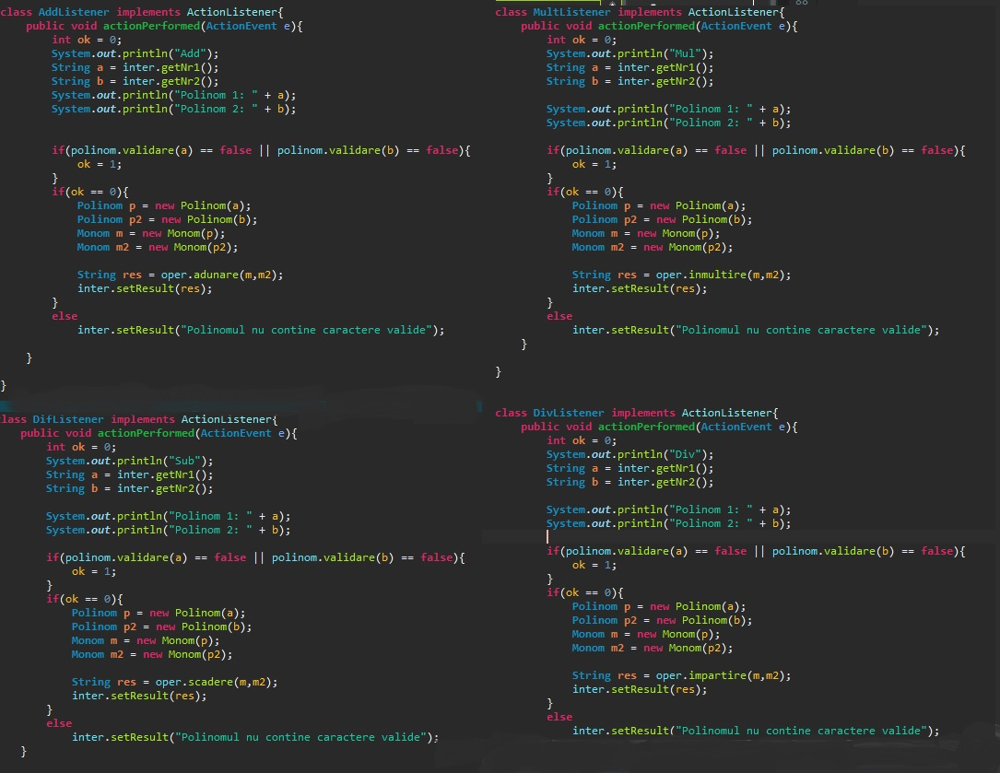 class AddListener implements ActionListener{
public void actionPerformed(ActionEvent e){
int ok = 0;
System.out.println("Add");
String a = inter.getNr1();
String b = inter.getNr2();
System.out.println("Polinom 1: " + a);
System.out.println("Polinom 2: " + b);
if(polinom.validare(a) == false || polinom.validare(b) == false){
ok = 1;
}
if(ok == 0){
Polinom p = new Polinom(a);
Polinom p2 = new Polinom(b);
Monom m = new Monom(p);
Monom m2 = new Monom(p2);
String res = oper.adunare(m,m2);
inter.setResult(res);
}
else
inter.setResult("Polinomul nu contine caractere valide");
}
}
class MultListener implements ActionListener{
public void actionPerformed(ActionEvent e){
int ok = 0;
System.out.println("Mul");
String a = inter.getNr1();
String b = inter.getNr2();
System.out.println("Polinom 1: " + a);
System.out.println("Polinom 2: " + b);
if(polinom.validare(a) == false || polinom.validare(b) == false){
ok = 1;
}
if(ok == 0){
Polinom p = new Polinom(a);
Polinom p2 = new Polinom(b);
Monom m = new Monom(p);
Monom m2 = new Monom(p2);
String res = oper.inmultire(m,m2);
inter.setResult(res);
}
else
inter.setResult("Polinomul nu contine caractere valide");
}
}
lass DifListener implements ActionListener{
public void actionPerformed(ActionEvent e){
int ok = 0;
System.out.println("Sub");
String a = inter.getNr1();
String b = inter.getNr2();
System.out.println("Polinom 1: " + a);
System.out.println("Polinom 2: " + b);
if(polinom.validare(a) == false || polinom.validare(b) == false){
ok = 1;
}
if(ok == 0){
Polinom p = new Polinom(a);
Polinom p2 = new Polinom(b);
Monom m = new Monom(p);
Monom m2 = new Monom(p2);
String res = oper.scadere(m,m2);
inter.setResult(res);
}
else
inter.setResult("Polinomul nu contine caractere valide");
}
class DivListener implements ActionListener{
public void actionPerformed(ActionEvent e){
int ok = 0;
System.out.println("Div");
String a = inter.getNr1();
String b = inter.getNr2();
System.out.println("Polinom 1: " + a);
System.out.println("Polinom 2: " + b);
if(polinom.validare(a) == false || polinom.validare(b) == false){
ok = 1;
}
if(ok == 0){
Polinom p = new Polinom(a);
Polinom p2 = new Polinom(b);
Monom m = new Monom(p);
Monom m2 = new Monom(p2);
String res = oper.impartire(m,m2);
inter.setResult(res);
}
else
inter.setResult("Polinomul nu contine caractere valide");